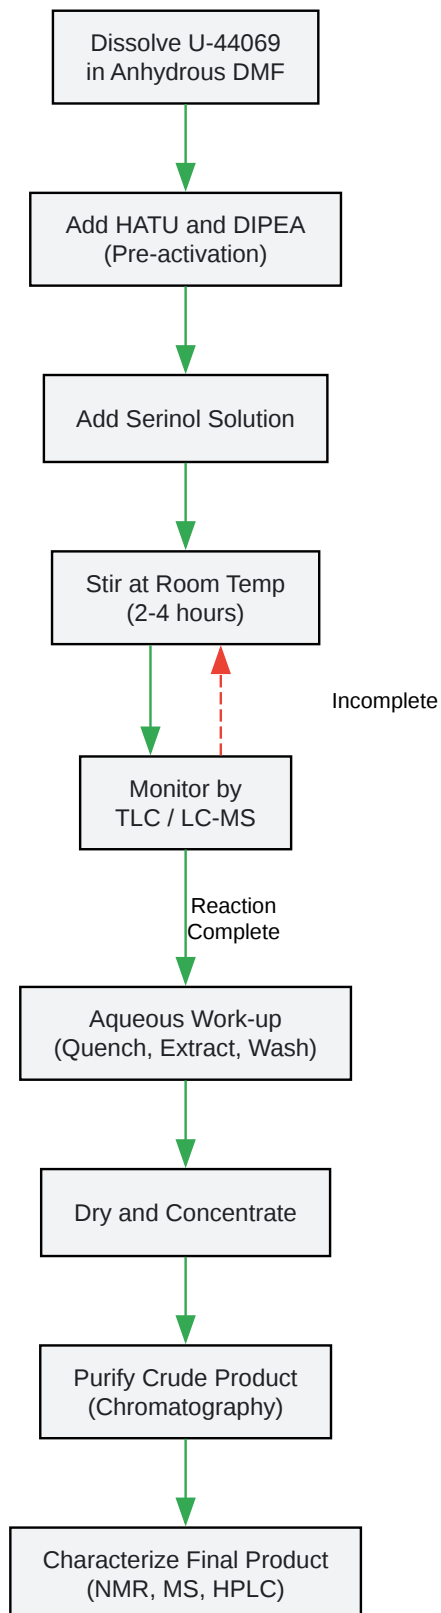 Dissolve U-44069
in Anhydrous DMF
Add HATU and DIPEA
(Pre-activation)
Add Serinol Solution
Stir at Room Temp
(2-4 hours)
Incomplete
Monitor by
TLC / LC-MS
Reaction
Complete
Aqueous Work-up
(Quench, Extract, Wash)
Dry and Concentrate
Purify Crude Product
(Chromatography)
Characterize Final Product
(NMR, MS, HPLC)